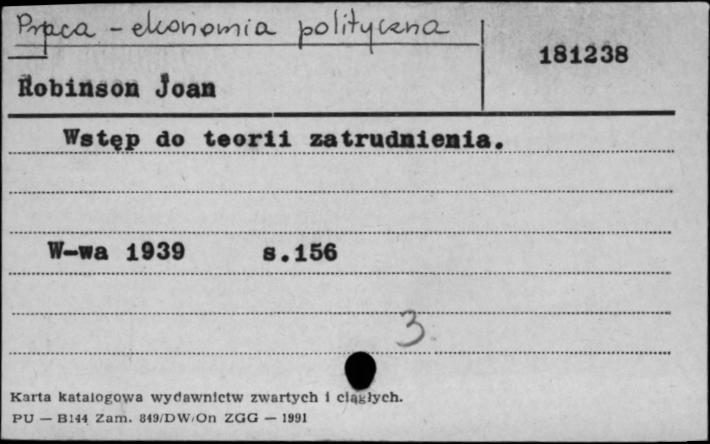 Praca - ekonomia polityczna
181238
Robinson Joan
Wstęp do teorii zatrudnienia.
W-wa 1939 s.156
3
Karta katalogowa wydawnictw zwartych i ciągłych.
PU — B144 Zam. 849/DW/On ZGG — 1991